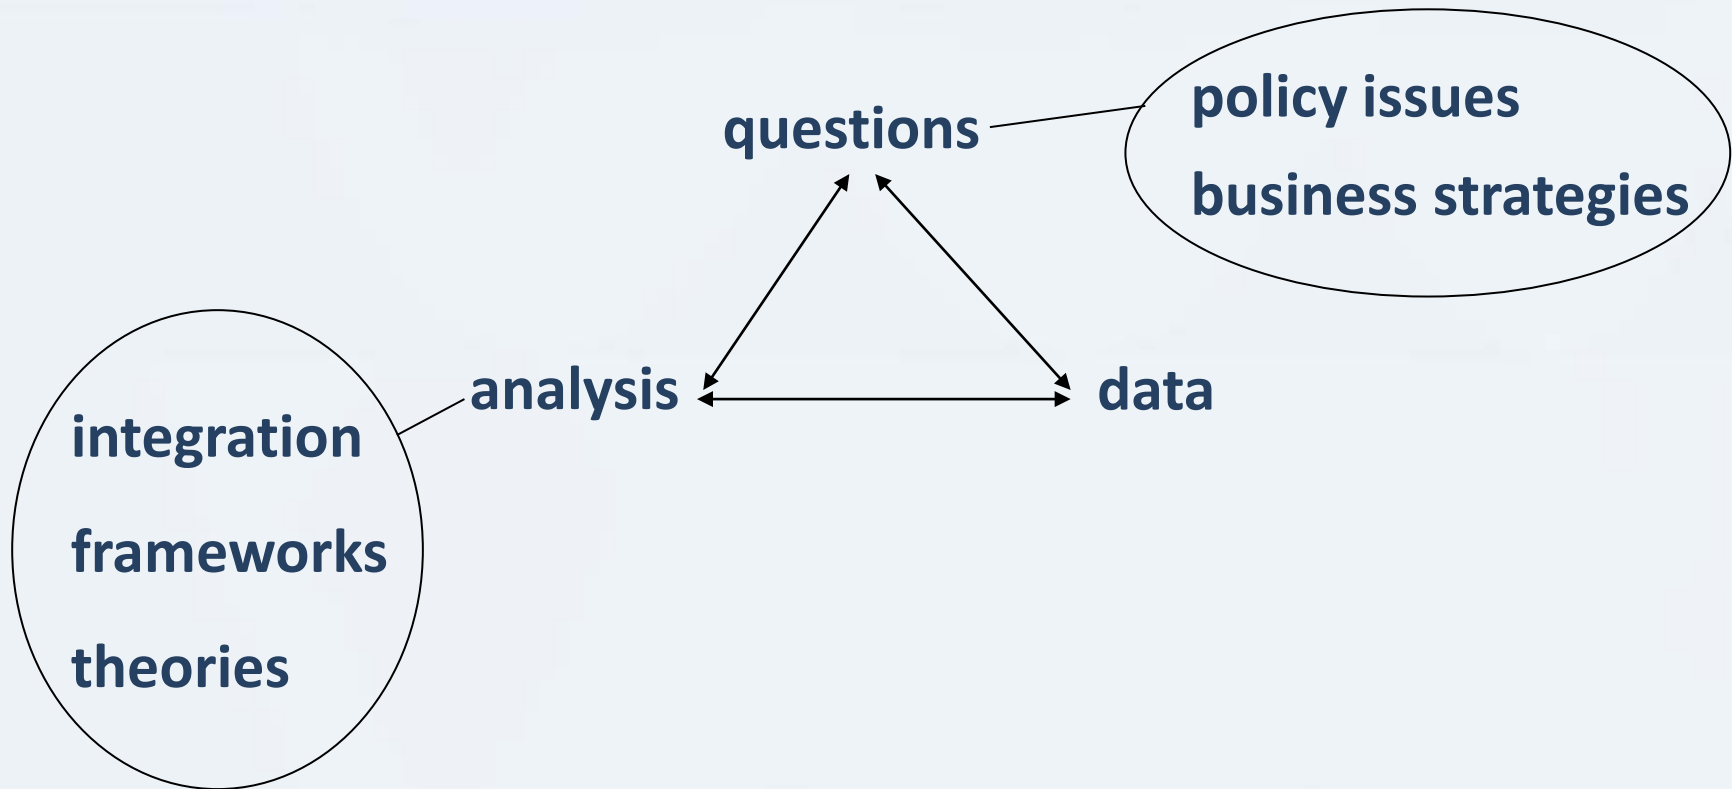 questions
policy issues
business strategies
analysis
data
integration
frameworks
theories